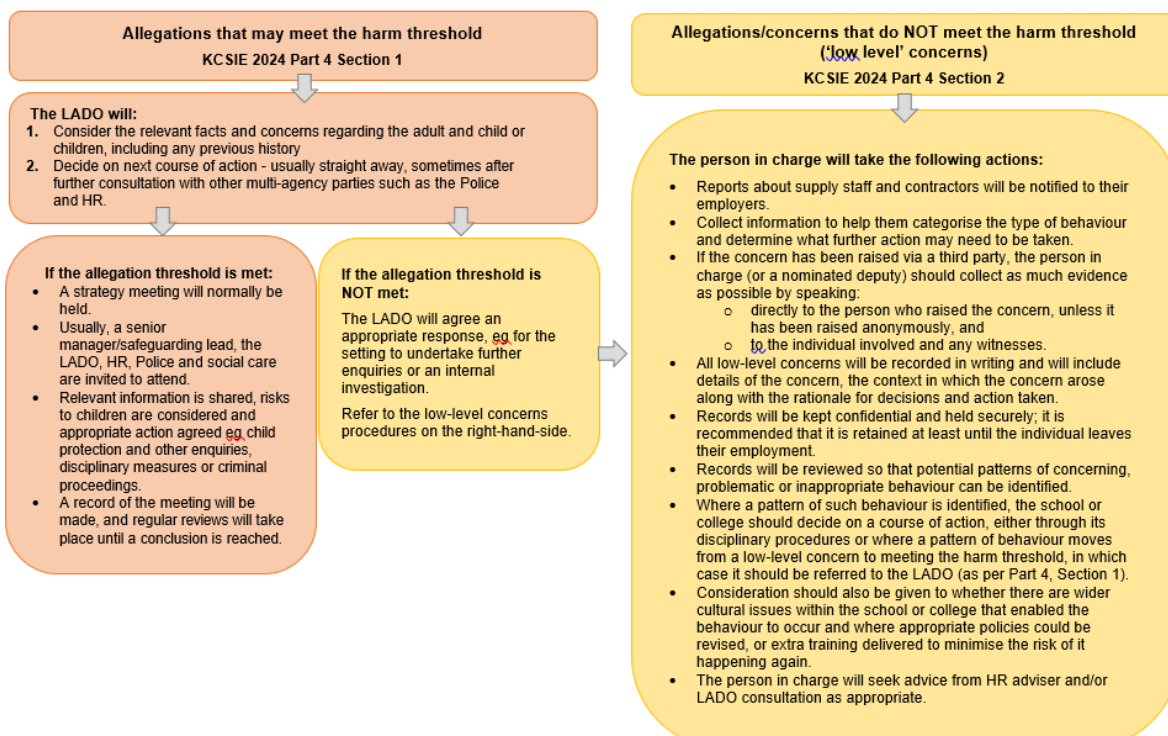 Allegations that may meet the harm threshold
KCSIE 2024 Part 4 Section 1
The LADO will:
1. Consider the relevant facts and concerns regarding the adult and child or
children, including any previous history
2. Decide on next course of action - usually straight away, sometimes after
further consultation with other multi-agency parties such as the Police
and HR.
If the allegation threshold is met:
• A strategy meeting will normally be
held.
• Usually, a senior
manager/safeguarding lead, the
LADO, HR, Police and social care
are invited to attend.
• Relevant information is shared, risks
to children are considered and
appropriate action agreed eg child
protection and other enquiries,
disciplinary measures or criminal
proceedings.
• A record of the meeting will be
made, and regular reviews will take
place until a conclusion is reached.
If the allegation threshold is
NOT met:
The LADO will agree an
appropriate response, eg for the
setting to undertake further
enquiries or an internal
investigation.
Refer to the low-level concerns
procedures on the right-hand-side.
Allegations/concerns that do NOT meet the harm threshold
('low level' concerns)
KCSIE 2024 Part 4 Section 2
The person in charge will take the following actions:
• Reports about supply staff and contractors will be notified to their
employers.
• Collect information to help them categorise the type of behaviour
and determine what further action may need to be taken.
• If the concern has been raised via a third party, the person in
charge (or a nominated deputy) should collect as much evidence
as possible by speaking:
o directly to the person who raised the concern, unless it
has been raised anonymously, and
o to the individual involved and any witnesses.
• All low-level concerns will be recorded in writing and will include
details of the concern, the context in which the concern arose
along with the rationale for decisions and action taken.
• Records will be kept confidential and held securely; it is
recommended that it is retained at least until the individual leaves
their employment.
• Records will be reviewed so that potential patterns of concerning,
problematic or inappropriate behaviour can be identified.
• Where a pattern of such behaviour is identified, the school or
college should decide on a course of action, either through its
disciplinary procedures or where a pattern of behaviour moves
from a low-level concern to meeting the harm threshold, in which
case it should be referred to the LADO (as per Part 4, Section 1).
• Consideration should also be given to whether there are wider
cultural issues within the school or college that enabled the
behaviour to occur and where appropriate policies could be
revised, or extra training delivered to minimise the risk of it
happening again.
• The person in charge will seek advice from HR adviser and/or
LADO consultation as appropriate.